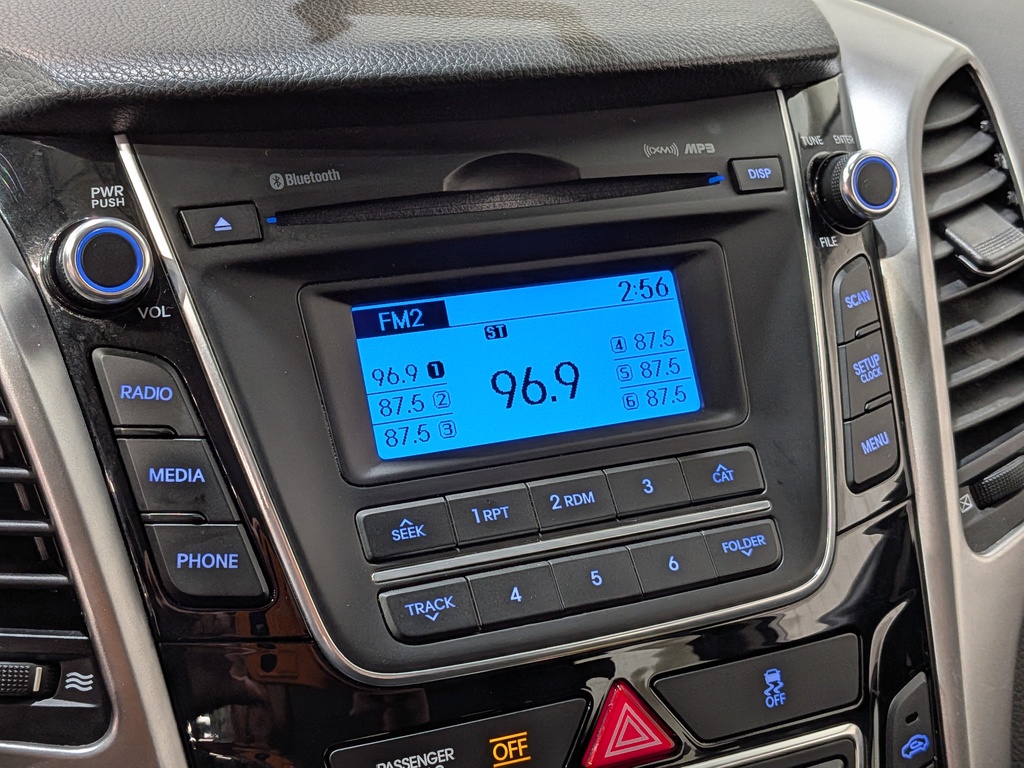 PWR
PUSH
VOL
Bluetooth
((XM)) MP3
DISP
TUNE ENTER
FILE
FM2
ST
2:56
96.9 1
87.5 2
87.5 3
96.9
4 87.5
5 87.5
6 87.5
RADIO
MEDIA
PHONE
SCAN
SETUP
CLOCK
MENU
SEEK
1 RPT
2 RDM
3
CAT
TRACK
4
5
6
FOLDER
PASSENGER
OFF
OFF